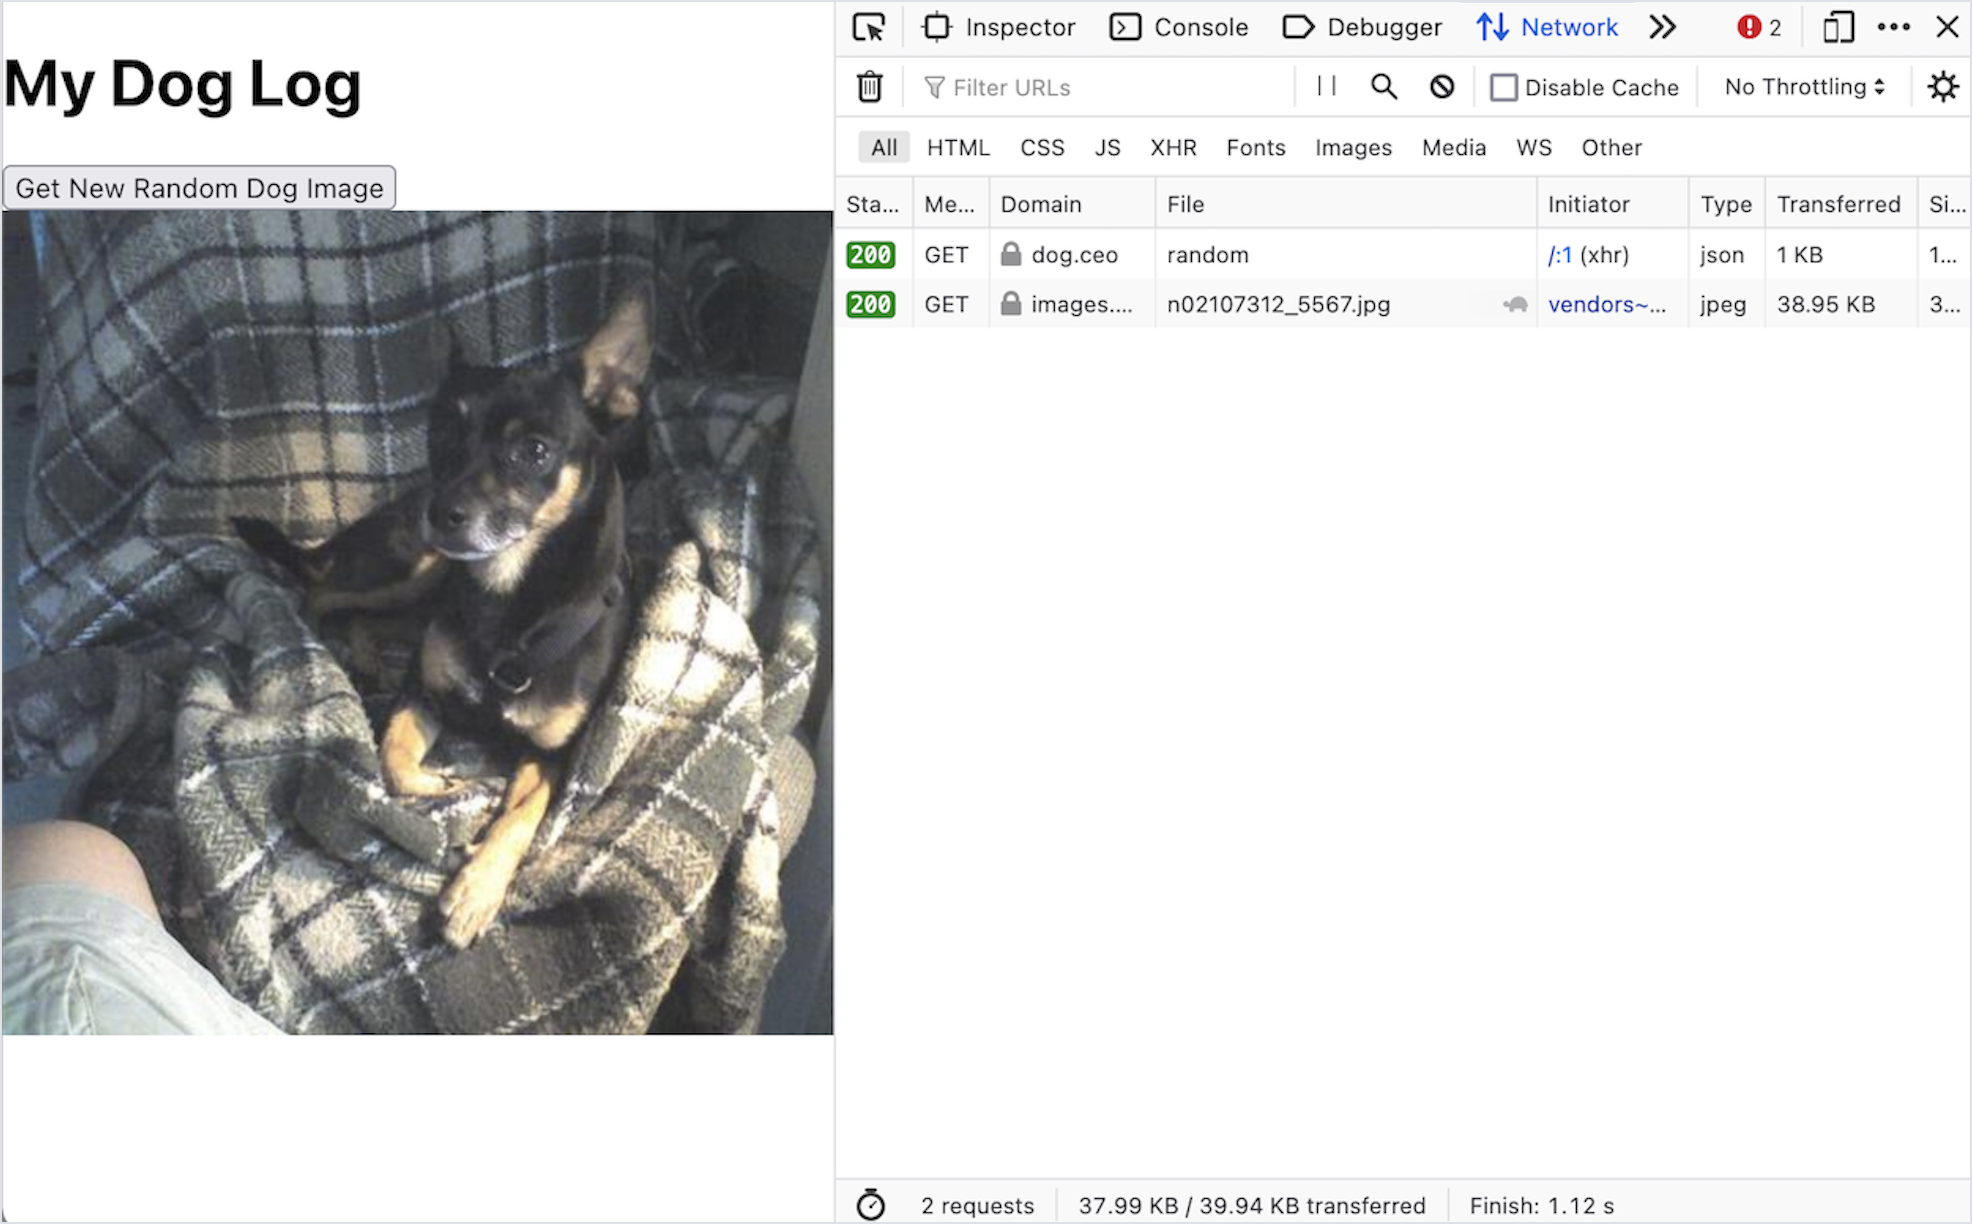 My Dog Log
Get New Random Dog Image
Inspector Console Debugger Network 2
Filter URLs Disable Cache No Throttling
All HTML CSS JS XHR Fonts Images Media WS Other
Sta... Me... Domain File Initiator Type Transferred Si...
200 GET dog.ceo random /:1 (xhr) json 1 KB 1...
200 GET images.... n02107312_5567.jpg vendors~... jpeg 38.95 KB 3...
2 requests 37.99 KB / 39.94 KB transferred Finish: 1.12 s